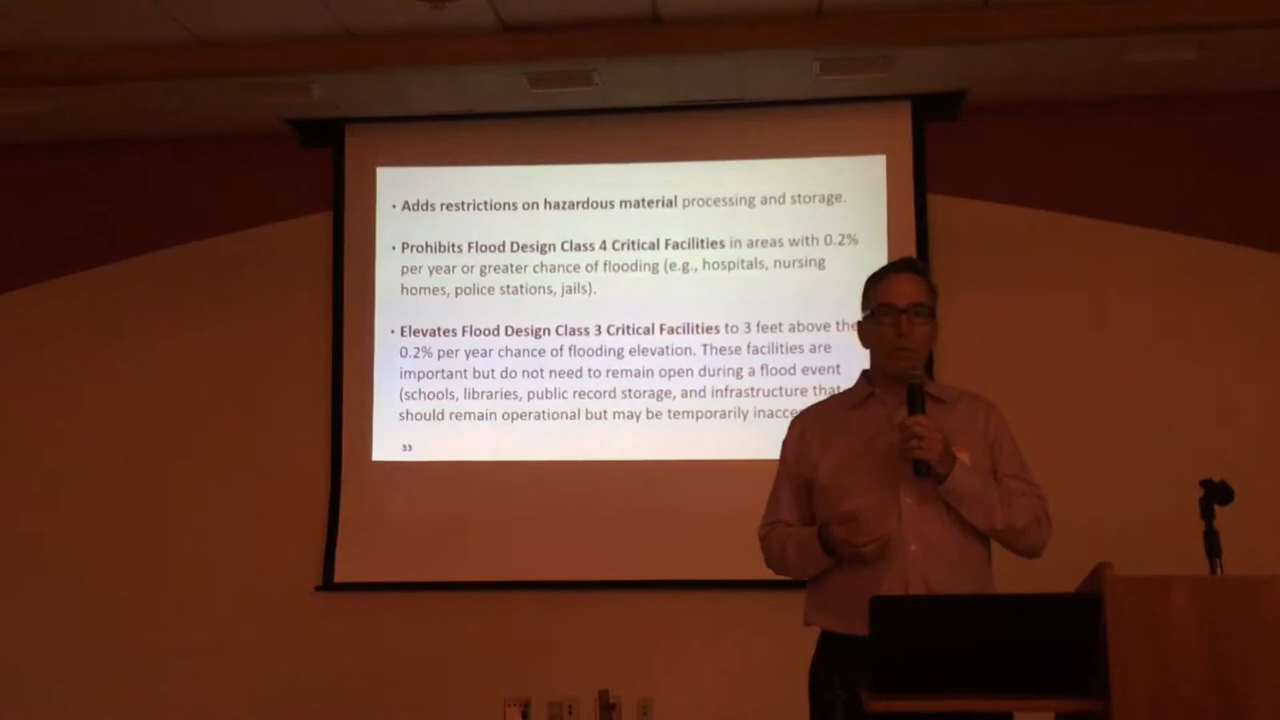 • Adds restrictions on hazardous material processing and storage.
• Prohibits Flood Design Class 4 Critical Facilities in areas with 0.2%
per year or greater chance of flooding (e.g., hospitals, nursing
homes, police stations, jails).
• Elevates Flood Design Class 3 Critical Facilities to 3 feet above the
0.2% per year chance of flooding elevation. These facilities are
important but do not need to remain open during a flood event
(schools, libraries, public record storage, and infrastructure that
should remain operational but may be temporarily
33